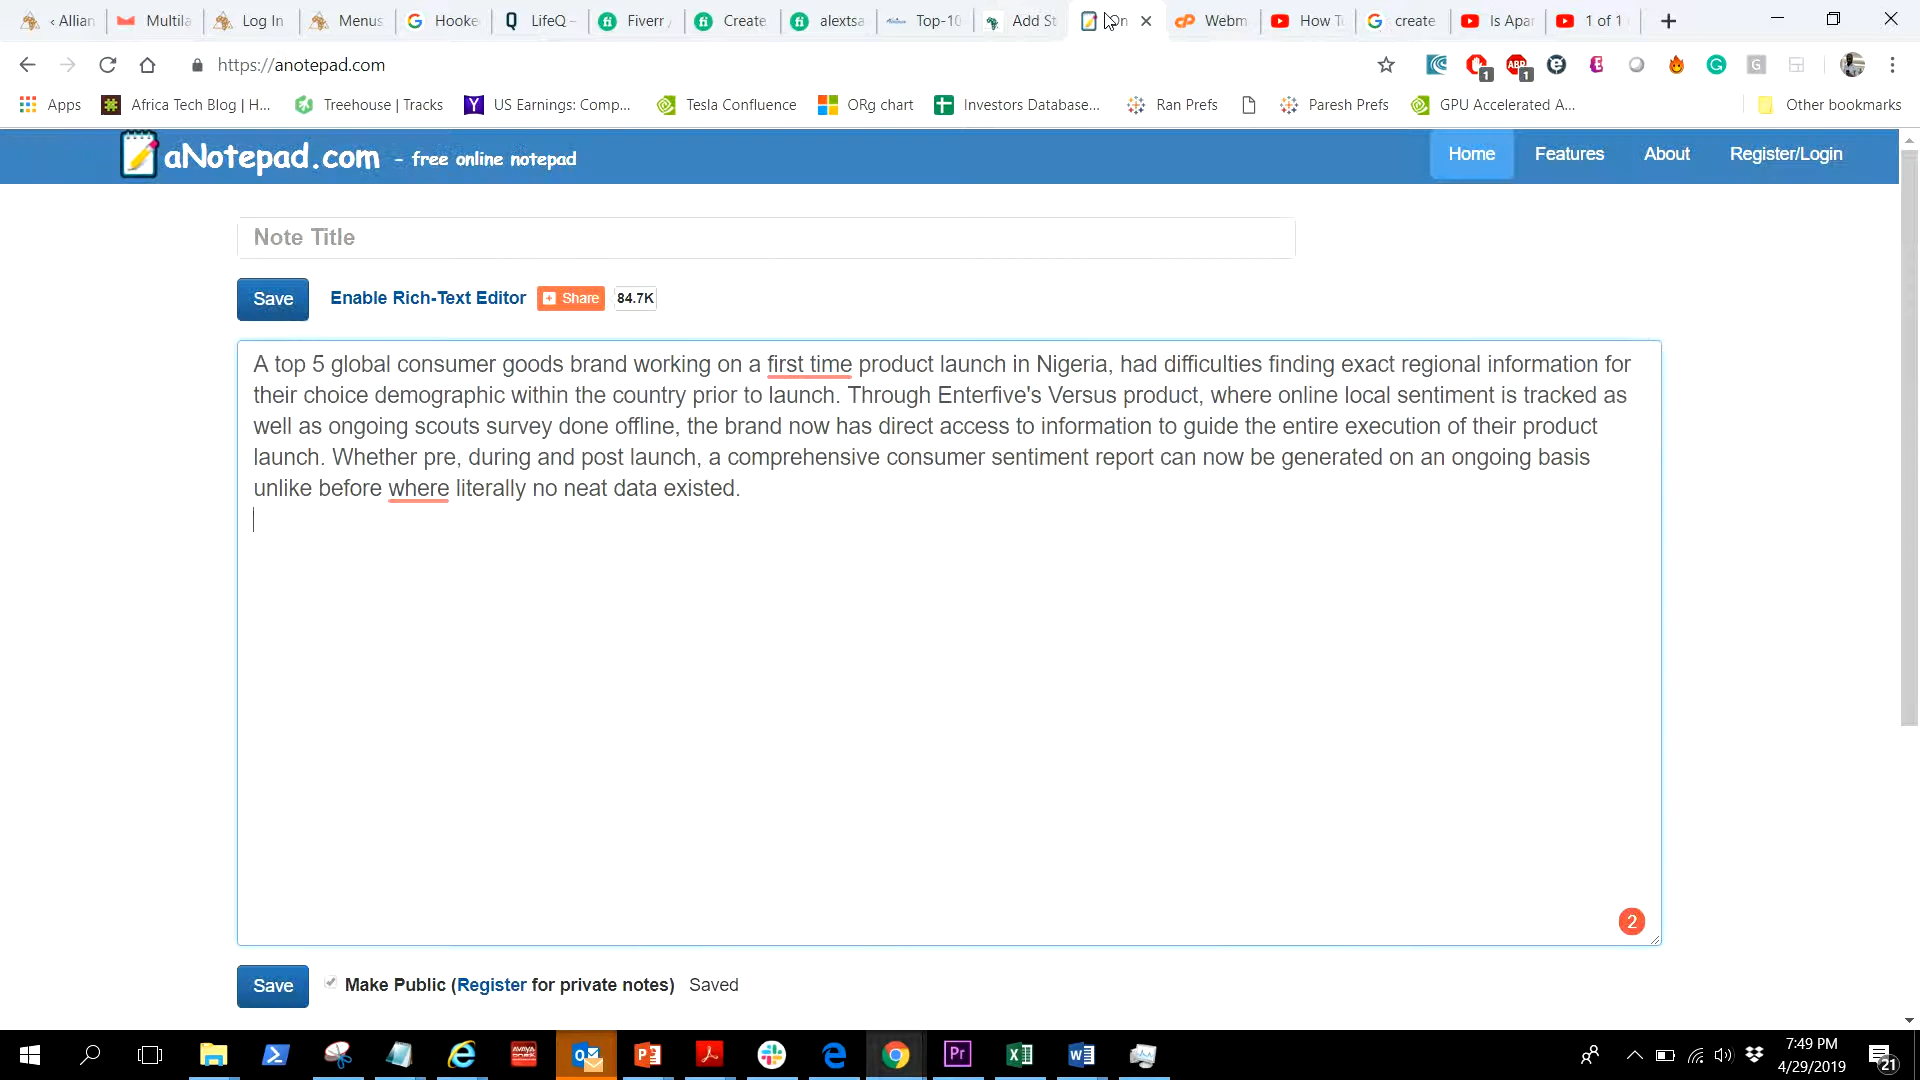 ‹ Allian
Multila
Log In
Menus
Hooke
LifeQ –
Fiverr /
Create
alextsa
Top-10
Add St
On
Webm
How T
create
Is Apar
1 of 1
https://anotepad.com
Apps
Africa Tech Blog | H...
Treehouse | Tracks
US Earnings: Comp...
Tesla Confluence
ORg chart
Investors Database...
Ran Prefs
Paresh Prefs
GPU Accelerated A...
Other bookmarks
aNotepad.com - free online notepad
Home
Features
About
Register/Login
Note Title
Save
Enable Rich-Text Editor
Share
84.7K
A top 5 global consumer goods brand working on a first time product launch in Nigeria, had difficulties finding exact regional information for
their choice demographic within the country prior to launch. Through Enterfive's Versus product, where online local sentiment is tracked as
well as ongoing scouts survey done offline, the brand now has direct access to information to guide the entire execution of their product
launch. Whether pre, during and post launch, a comprehensive consumer sentiment report can now be generated on an ongoing basis
unlike before where literally no neat data existed.
2
Save
Make Public (Register for private notes)
Saved
7:49 PM
4/29/2019
21